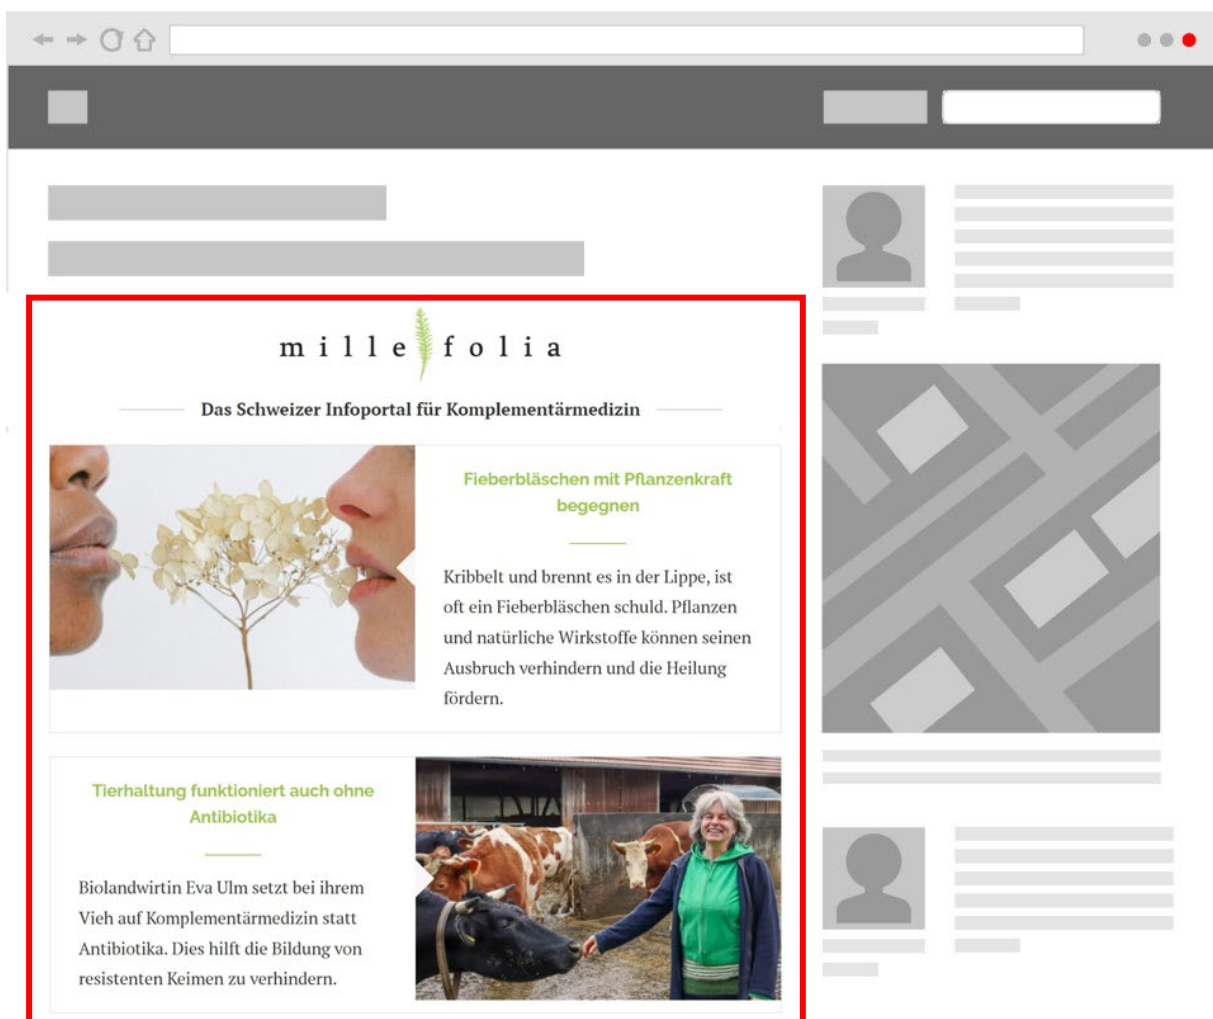 mille folia
Das Schweizer Infoportal für Komplementärmedizin
Fieberbläschen mit Pflanzenkraft
begegnen
Kribbelt und brennt es in der Lippe, ist
oft ein Fieberbläschen schuld. Pflanzen
und natürliche Wirkstoffe können seinen
Ausbruch verhindern und die Heilung
fördern.
Tierhaltung funktioniert auch ohne
Antibiotika
Biolandwirtin Eva Ulm setzt bei ihrem
Vieh auf Komplementärmedizin statt
Antibiotika. Dies hilft die Bildung von
resistenten Keimen zu verhindern.